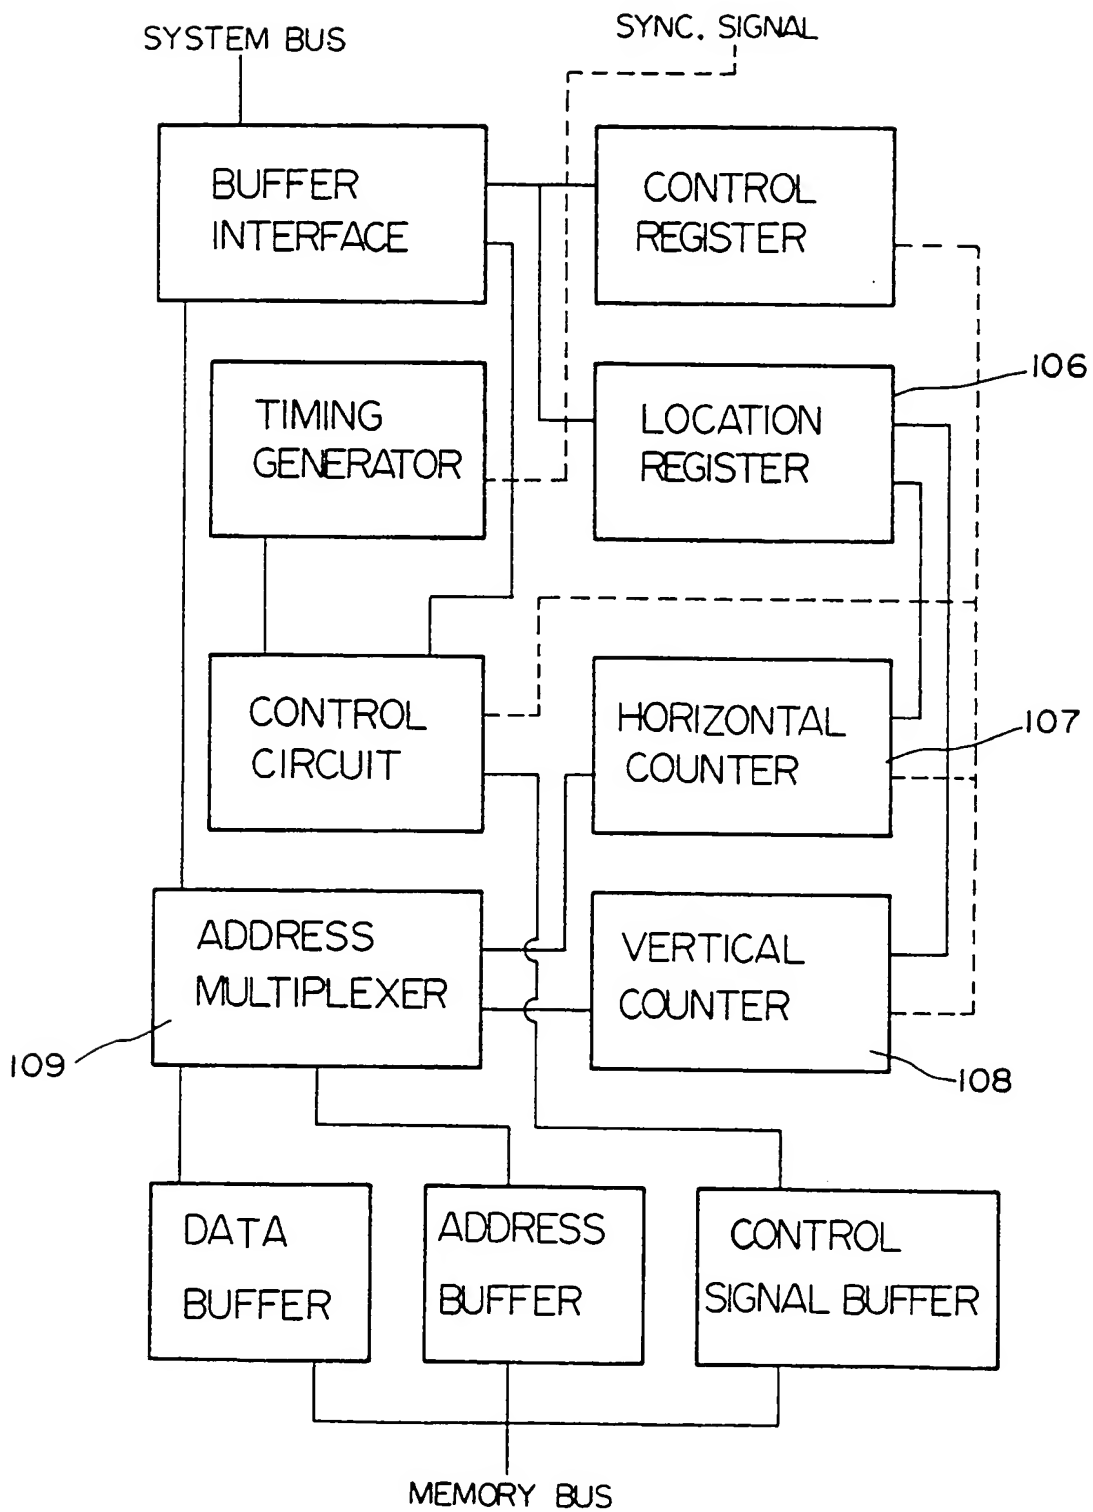 SYSTEM BUS
SYNC. SIGNAL
BUFFER
INTERFACE
CONTROL
REGISTER
106
TIMING
GENERATOR
LOCATION
REGISTER
CONTROL
CIRCUIT
HORIZONTAL
COUNTER
107
ADDRESS
MULTIPLEXER
109
VERTICAL
COUNTER
108
DATA
BUFFER
ADDRESS
BUFFER
CONTROL
SIGNAL BUFFER
MEMORY BUS